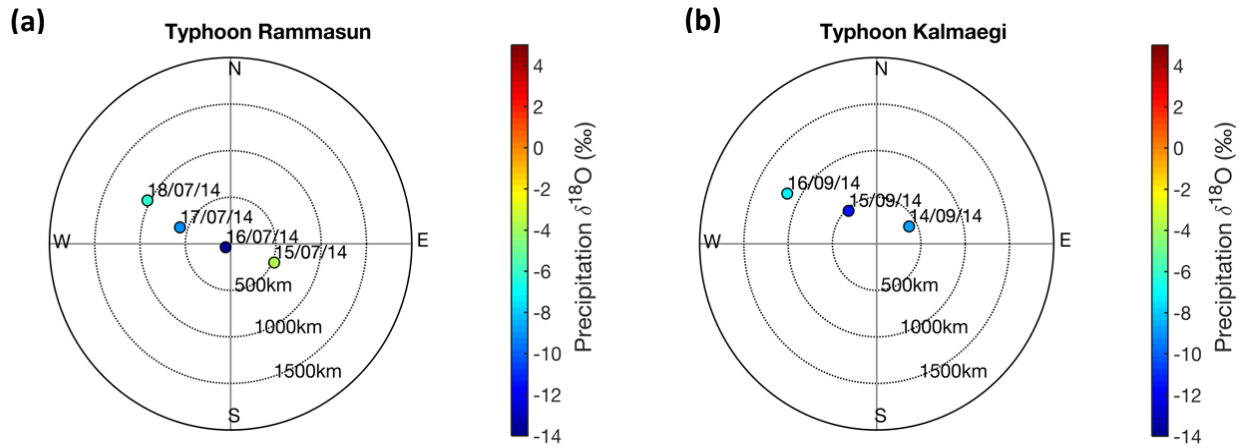 (a)
Typhoon Rammasun
N
W
E
S
18/07/14
17/07/14
16/07/14
15/07/14
500km
1000km
1500km
4
2
0
-2
-4
-6
-8
-10
-12
-14
Precipitation δ¹⁸O (‰)
(b)
Typhoon Kalmaegi
N
W
E
S
16/09/14
15/09/14
14/09/14
500km
1000km
1500km
4
2
0
-2
-4
-6
-8
-10
-12
-14
Precipitation δ¹⁸O (‰)